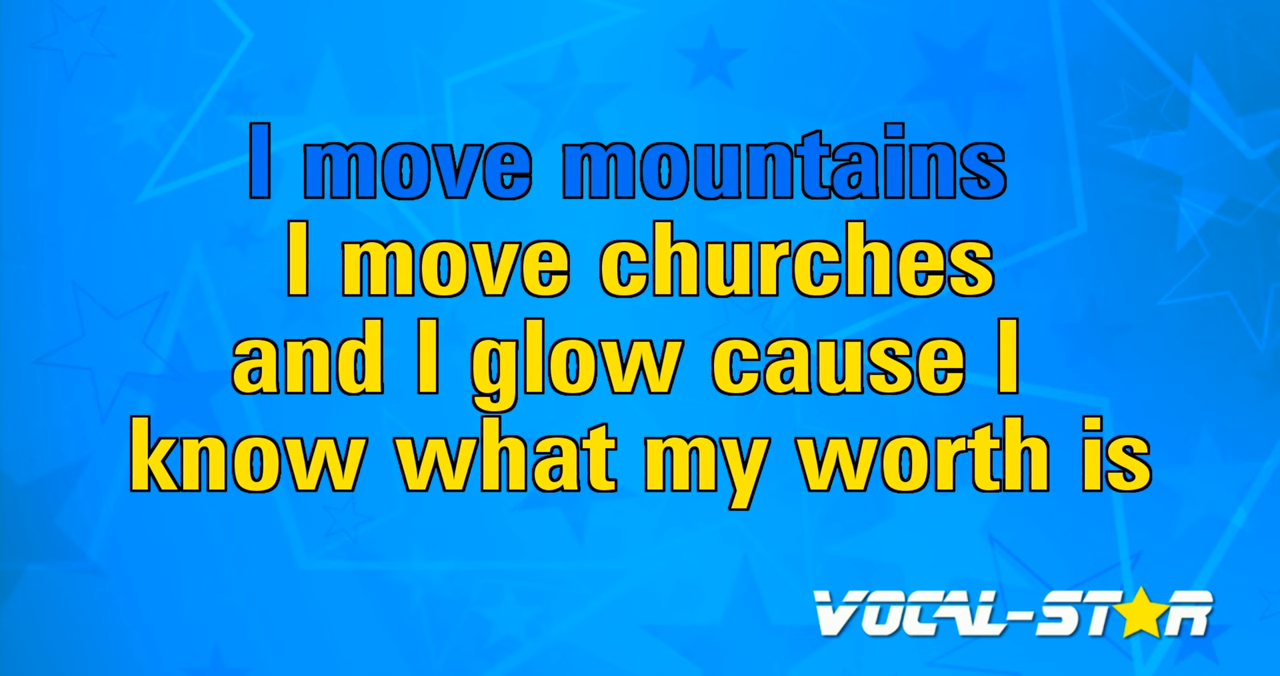 I move mountains
I move churches
and I glow cause I
know what my worth is
VOCAL-STAR